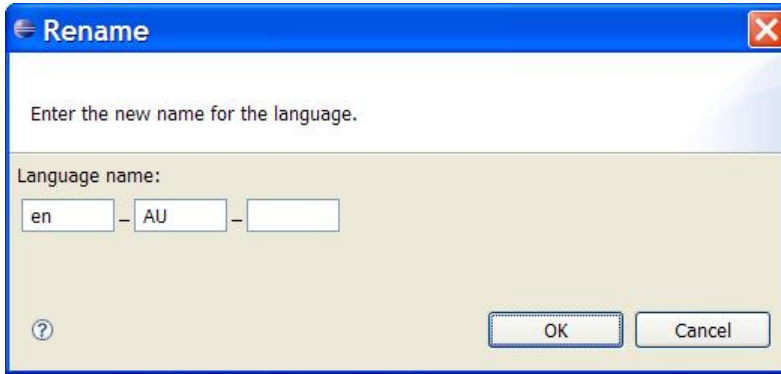 Rename
Enter the new name for the language.
Language name:
en _ AU _
? OK Cancel